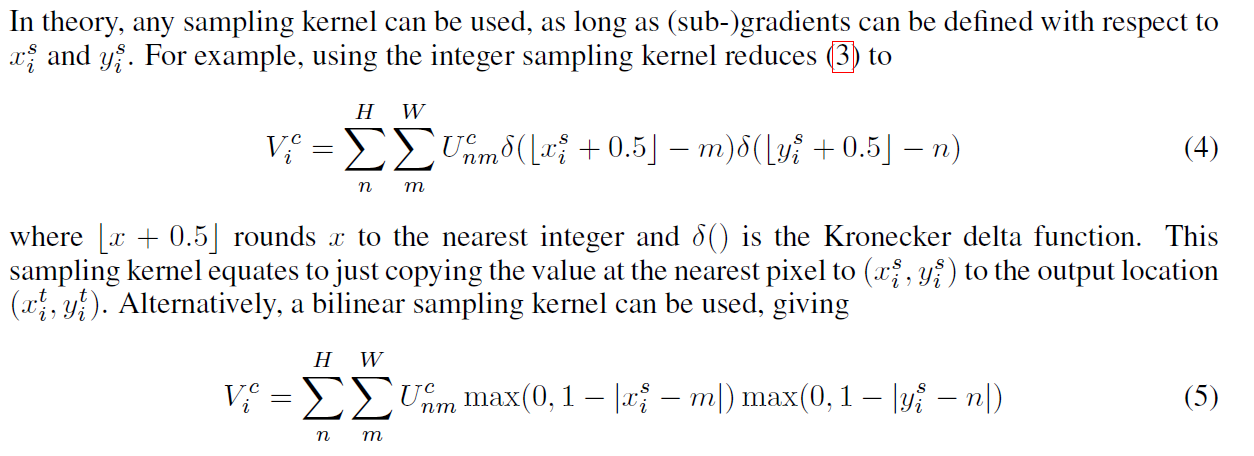 In theory, any sampling kernel can be used, as long as (sub-)gradients can be defined with respect to
$x_i^s$ and $y_i^s$. For example, using the integer sampling kernel reduces (3) to
$$V_i^c = \sum_n^H \sum_m^W U_{nm}^c \delta(\lfloor x_i^s + 0.5 \rfloor - m) \delta(\lfloor y_i^s + 0.5 \rfloor - n) \quad (4)$$
where $\lfloor x + 0.5 \rfloor$ rounds $x$ to the nearest integer and $\delta()$ is the Kronecker delta function. This
sampling kernel equates to just copying the value at the nearest pixel to $(x_i^s, y_i^s)$ to the output location
$(x_i^t, y_i^t)$. Alternatively, a bilinear sampling kernel can be used, giving
$$V_i^c = \sum_n^H \sum_m^W U_{nm}^c \max(0, 1 - |x_i^s - m|) \max(0, 1 - |y_i^s - n|) \quad (5)$$